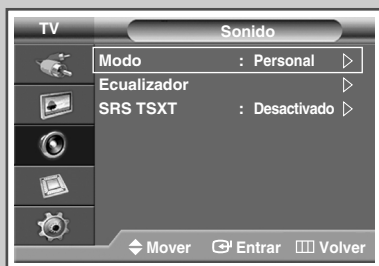 TV
Sonido
Modo : Personal
Ecualizador
SRS TSXT : Desactivado
Mover Entrar Volver